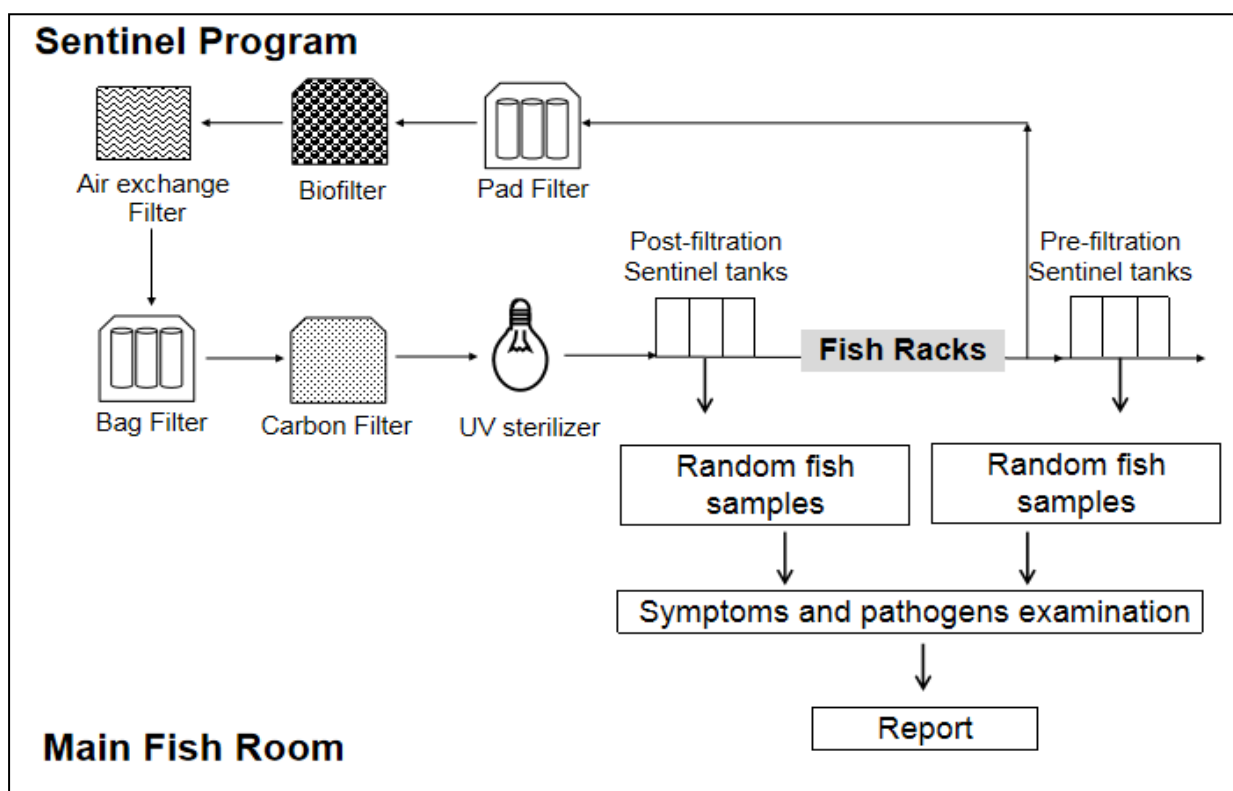 Sentinel Program
Air exchange
Filter
Biofilter
Pad Filter
Post-filtration
Sentinel tanks
Pre-filtration
Sentinel tanks
Bag Filter
Carbon Filter
UV sterilizer
Fish Racks
Random fish
samples
Random fish
samples
Symptoms and pathogens examination
Report
Main Fish Room